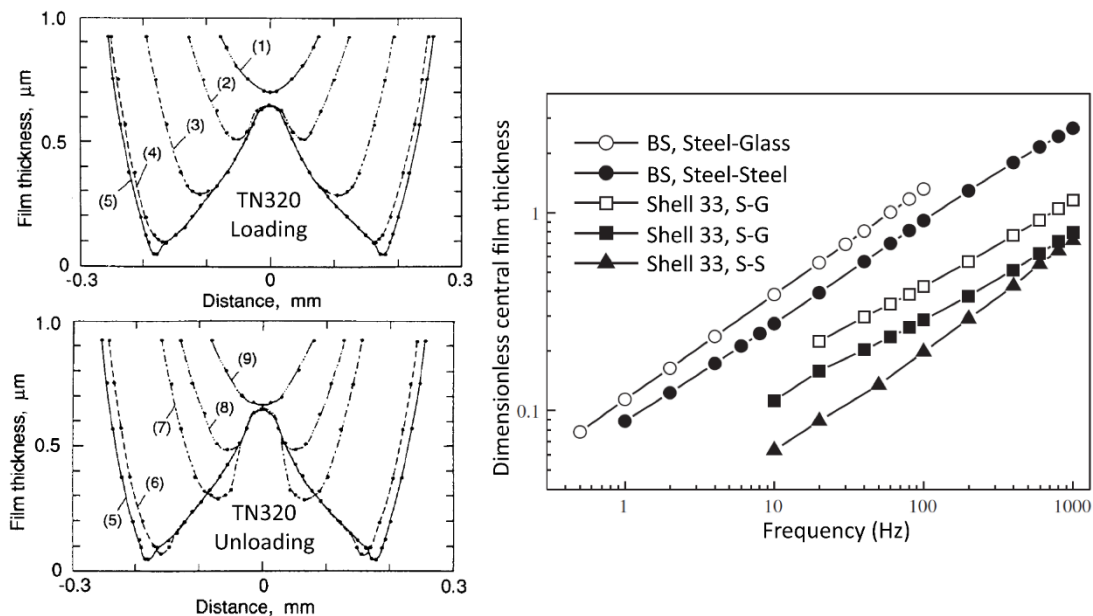 1.0
0.5
0
Film thickness, μm
(1)
(2)
(3)
(4)
(5)
TN320
Loading
-0.3
0
0.3
Distance, mm
1.0
0.5
0
Film thickness, μm
(9)
(8)
(7)
(6)
(5)
TN320
Unloading
-0.3
0
0.3
Distance, mm
Dimensionless central film thickness
1
0.1
BS, Steel-Glass
BS, Steel-Steel
Shell 33, S-G
Shell 33, S-G
Shell 33, S-S
1
10
100
1000
Frequency (Hz)